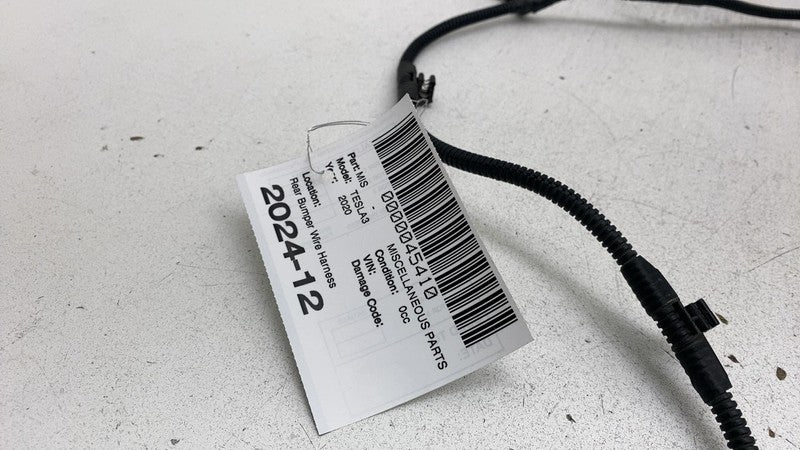 0000045410
Part: MIS - MISCELLANEOUS PARTS
Model: TESLA3 Condition: 0cc
Year: 2020 VIN:
Damage Code:
Location:
Rear Bumper Wire Harness
2024-12